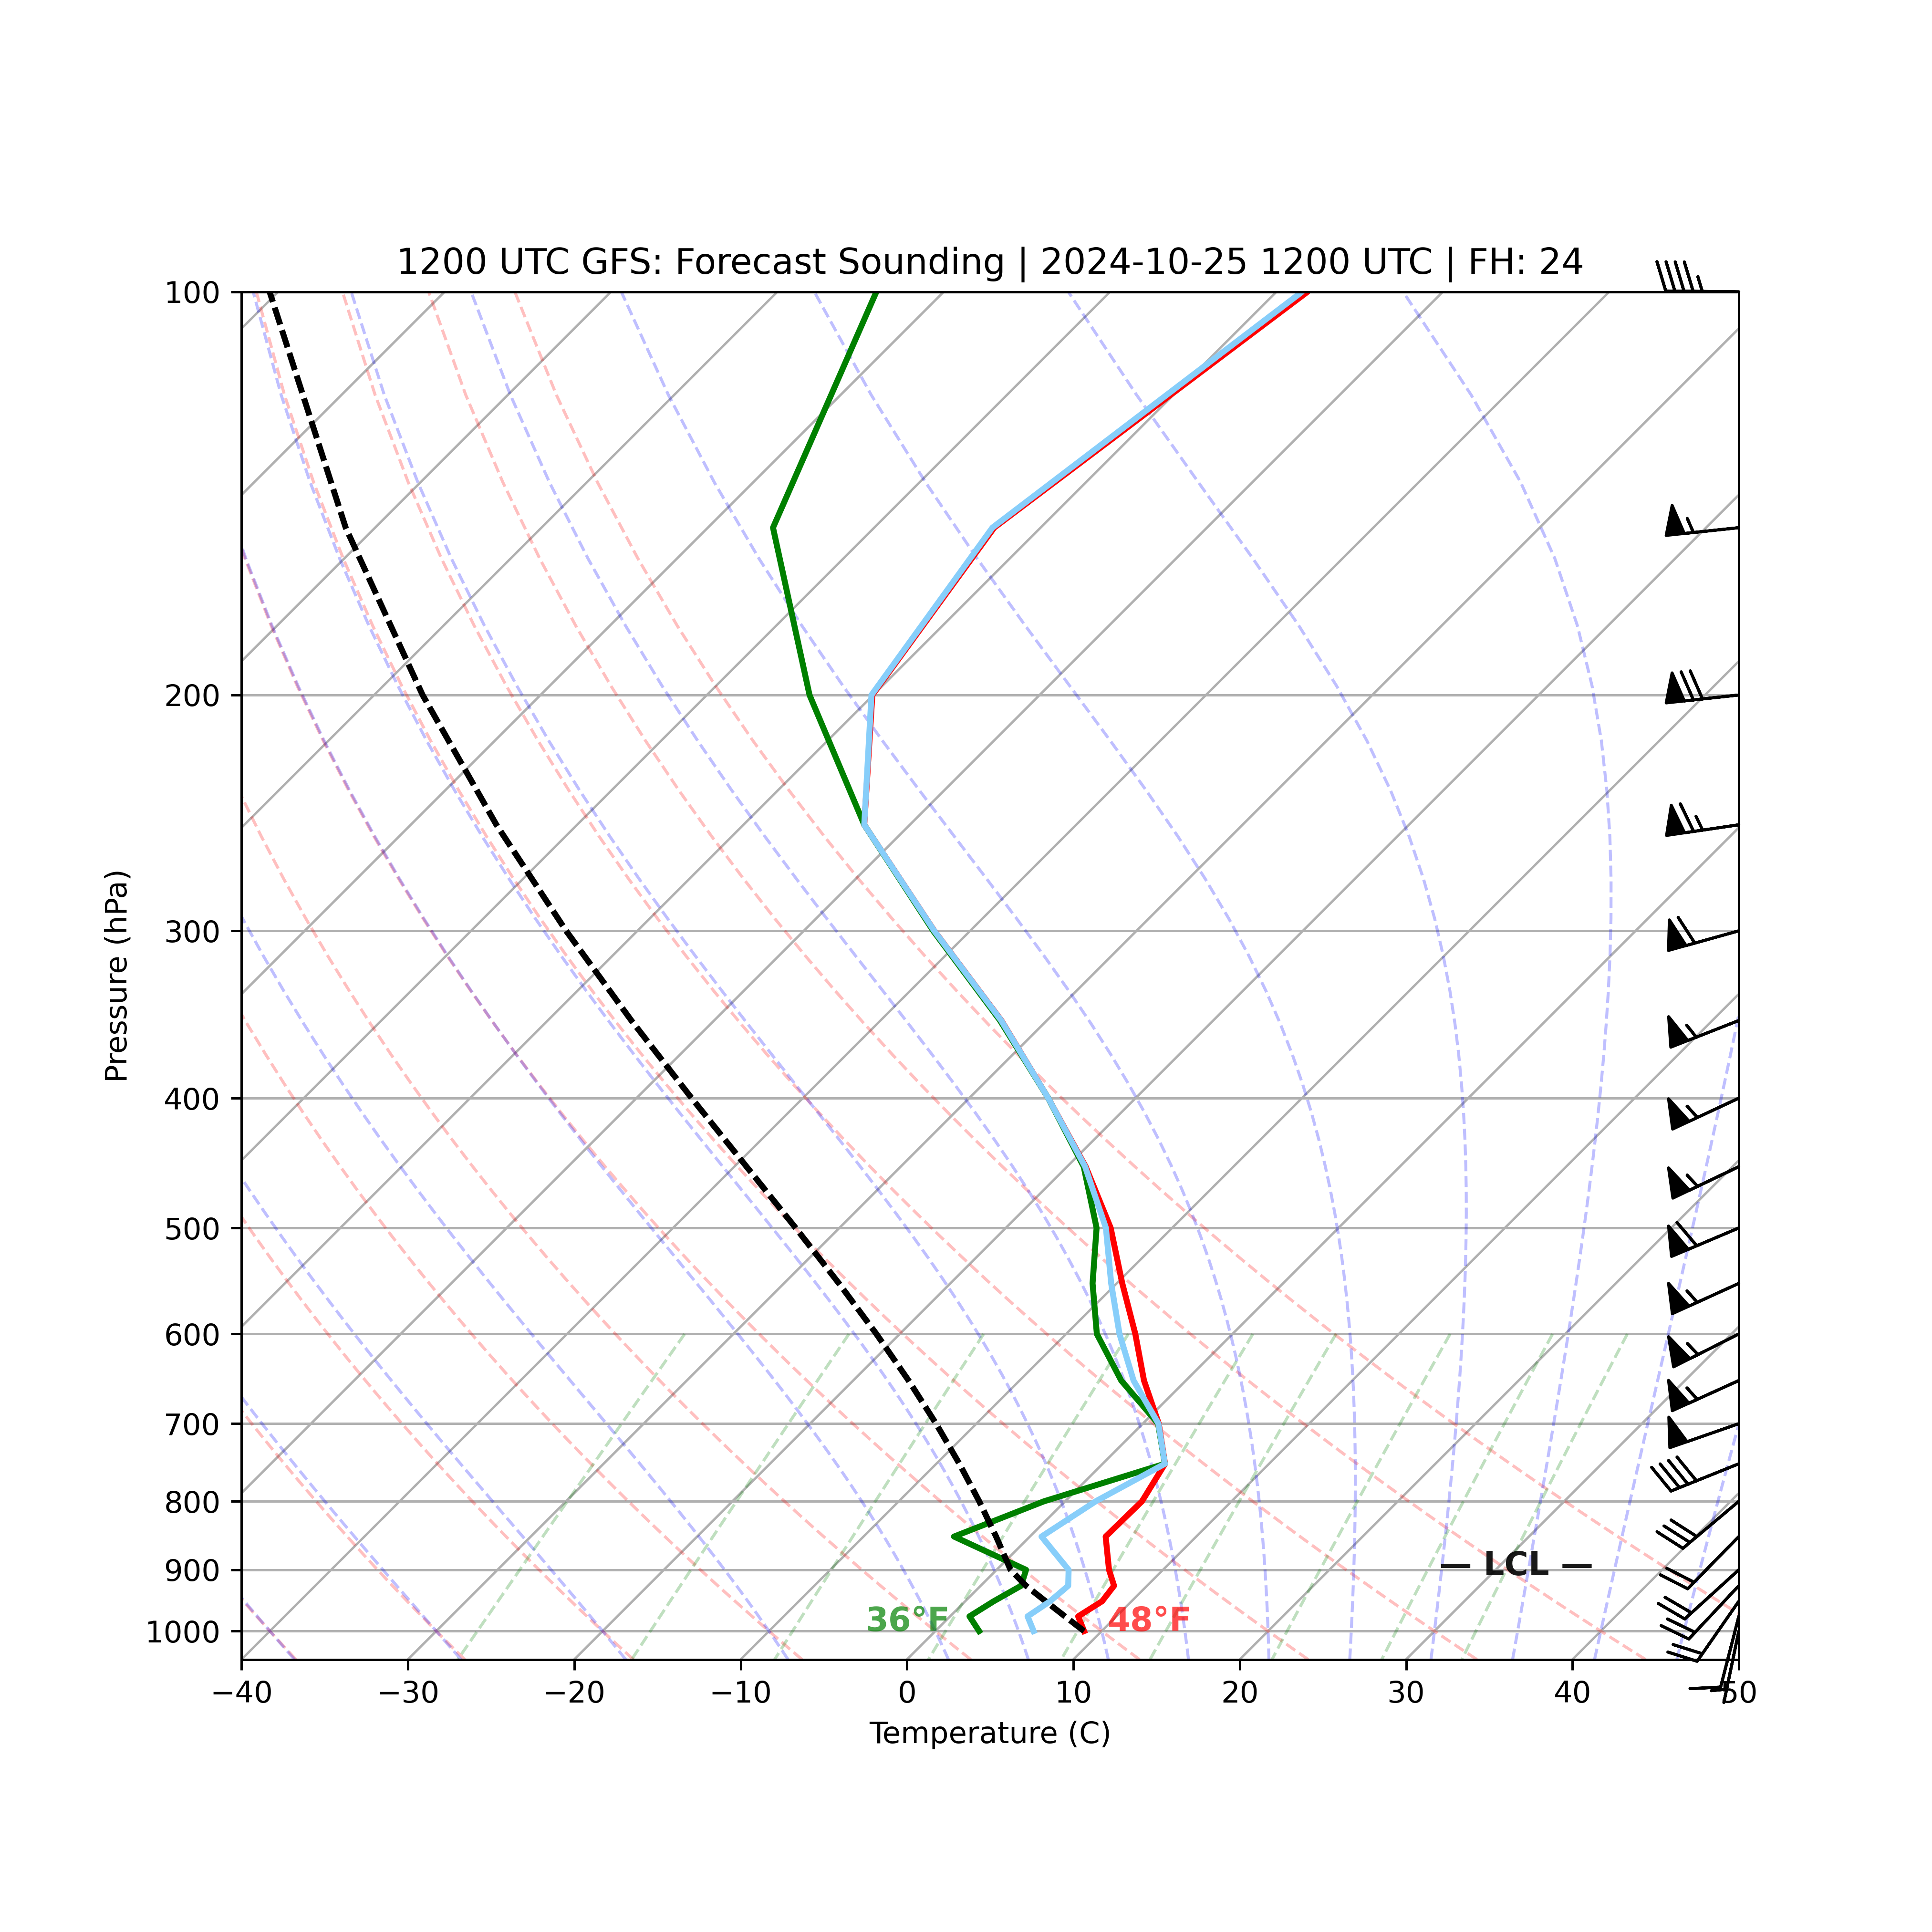 1200 UTC GFS: Forecast Sounding | 2024-10-25 1200 UTC | FH: 24
100
200
300
400
500
600
700
800
900
1000
Pressure (hPa)
LCL
36°F
48°F
−40 −30 −20 −10 0 10 20 30 40 50
Temperature (C)